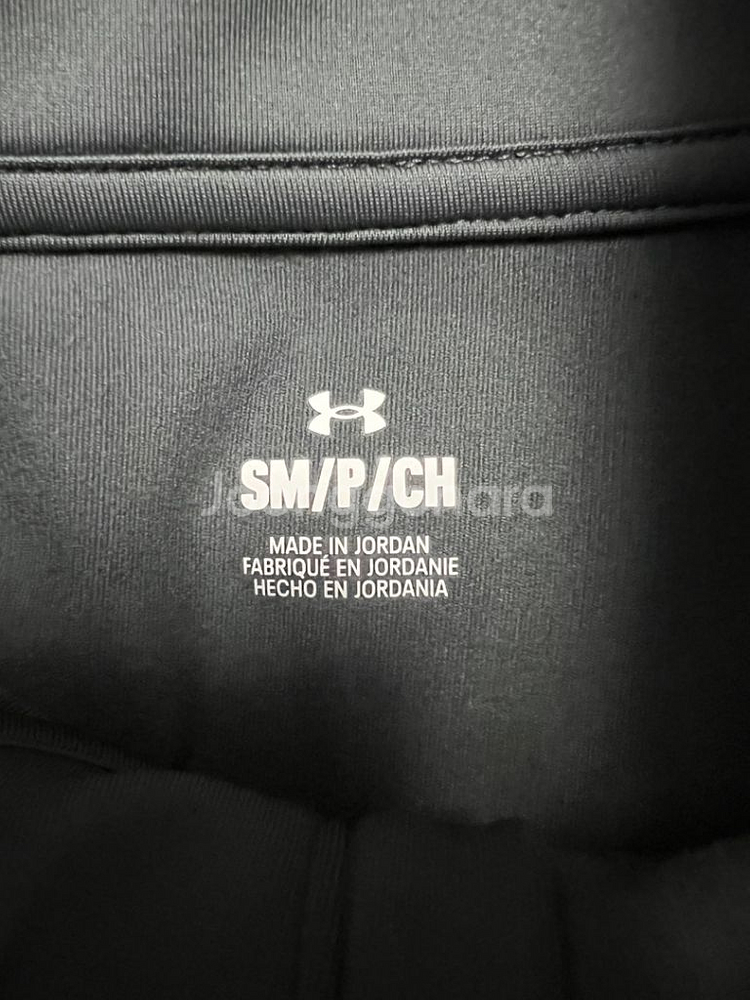 SM/P/CH
MADE IN JORDAN
FABRIQUÉ EN JORDANIE
HECHO EN JORDANIA